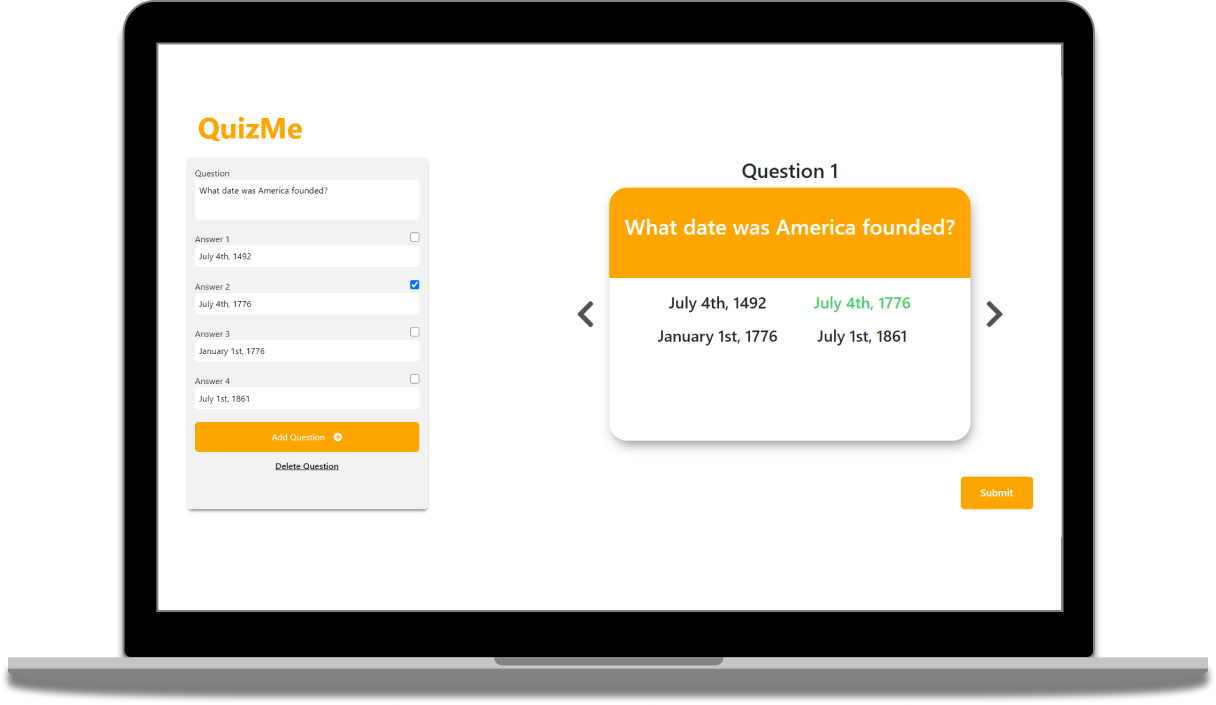 QuizMe
Question
What date was America founded?
Answer 1
July 4th, 1492
Answer 2
July 4th, 1776
Answer 3
January 1st, 1776
Answer 4
July 1st, 1861
Add Question
Delete Question
Question 1
What date was America founded?
July 4th, 1492 July 4th, 1776
January 1st, 1776 July 1st, 1861
Submit